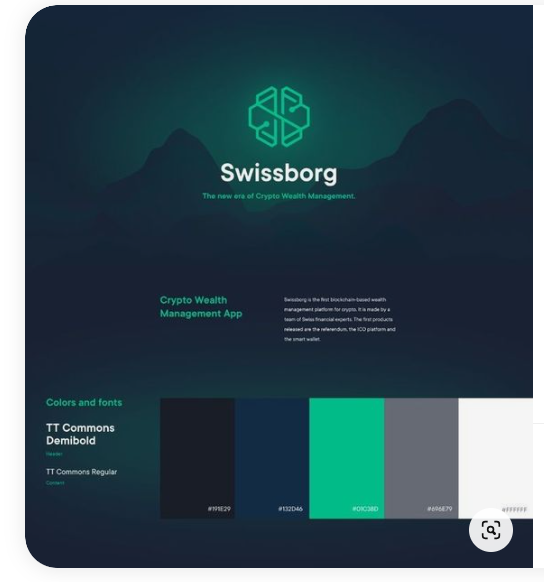 Swissborg
The new era of Crypto Wealth Management.
Crypto Wealth
Management App
Swissborg is the first blockchain-based wealth
management platform for crypto. It is made by a
team of Swiss financial experts. The first products
released are the referendum, the ICO platform and
the smart wallet.
Colors and fonts
TT Commons
Demibold
Header
TT Commons Regular
Content
#191E29
#132D46
#01C38D
#696E79
#FFFFFF